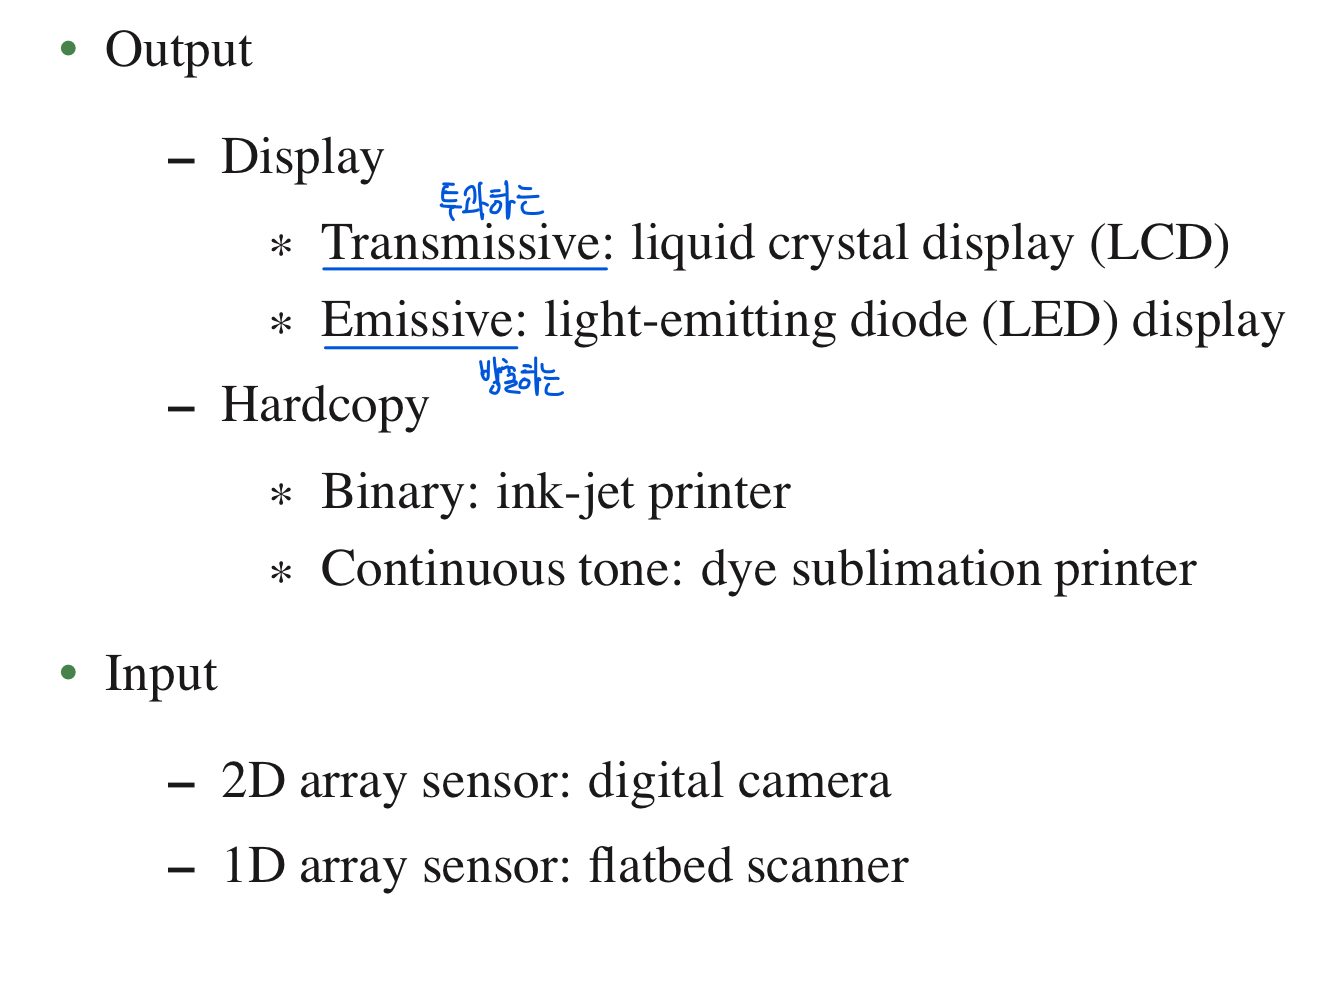 • Output
– Display
투과하는
* Transmissive: liquid crystal display (LCD)
* Emissive: light-emitting diode (LED) display
방출하는
– Hardcopy
* Binary: ink-jet printer
* Continuous tone: dye sublimation printer
• Input
– 2D array sensor: digital camera
– 1D array sensor: flatbed scanner